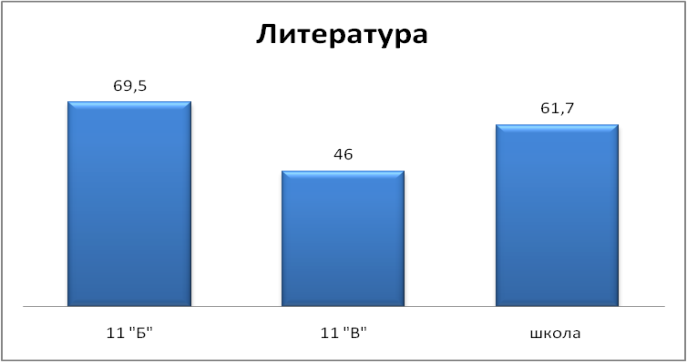 Литература
69,5
46
61,7
11 "Б"
11 "В"
школа